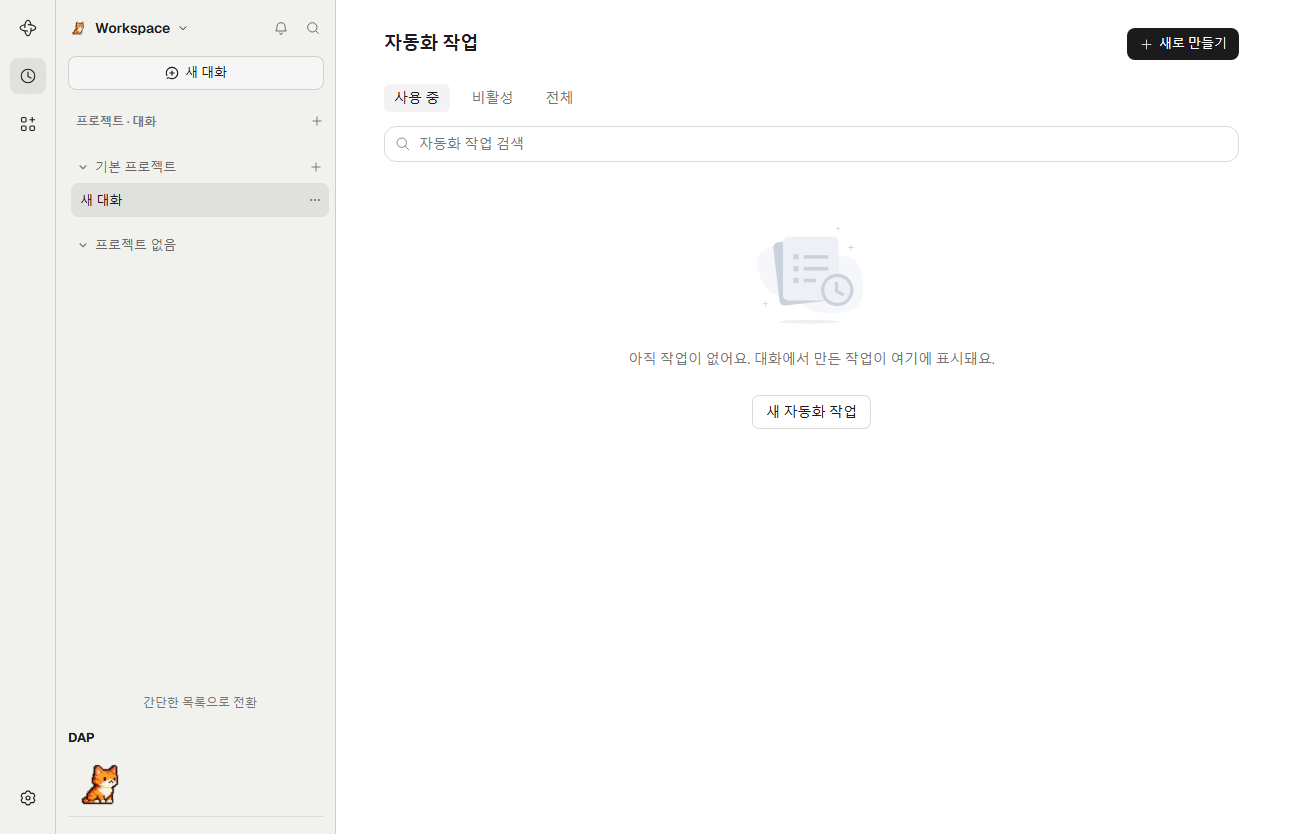 Workspace
새 대화
프로젝트 · 대화
기본 프로젝트
새 대화
프로젝트 없음
간단한 목록으로 전환
DAP
자동화 작업
새로 만들기
사용 중
비활성
전체
자동화 작업 검색
아직 작업이 없어요. 대화에서 만든 작업이 여기에 표시돼요.
새 자동화 작업